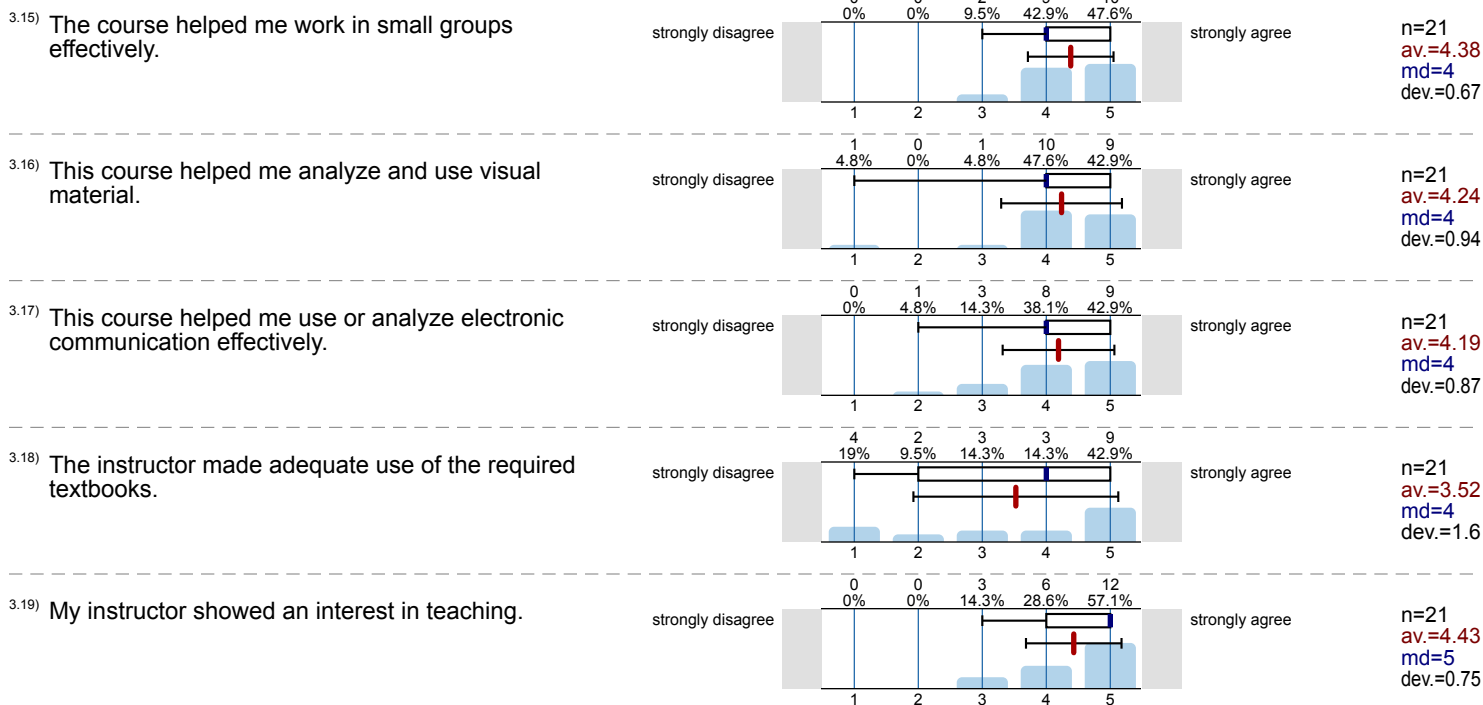 0% 0% 9.5% 42.9% 47.6%
3.15) The course helped me work in small groups
effectively.
strongly disagree
strongly agree
n=21
av.=4.38
md=4
dev.=0.67
1 2 3 4 5
1 0 1 10 9
4.8% 0% 4.8% 47.6% 42.9%
3.16) This course helped me analyze and use visual
material.
strongly disagree
strongly agree
n=21
av.=4.24
md=4
dev.=0.94
1 2 3 4 5
0 1 3 8 9
0% 4.8% 14.3% 38.1% 42.9%
3.17) This course helped me use or analyze electronic
communication effectively.
strongly disagree
strongly agree
n=21
av.=4.19
md=4
dev.=0.87
1 2 3 4 5
4 2 3 3 9
19% 9.5% 14.3% 14.3% 42.9%
3.18) The instructor made adequate use of the required
textbooks.
strongly disagree
strongly agree
n=21
av.=3.52
md=4
dev.=1.6
1 2 3 4 5
0 0 3 6 12
0% 0% 14.3% 28.6% 57.1%
3.19) My instructor showed an interest in teaching.
strongly disagree
strongly agree
n=21
av.=4.43
md=5
dev.=0.75
1 2 3 4 5